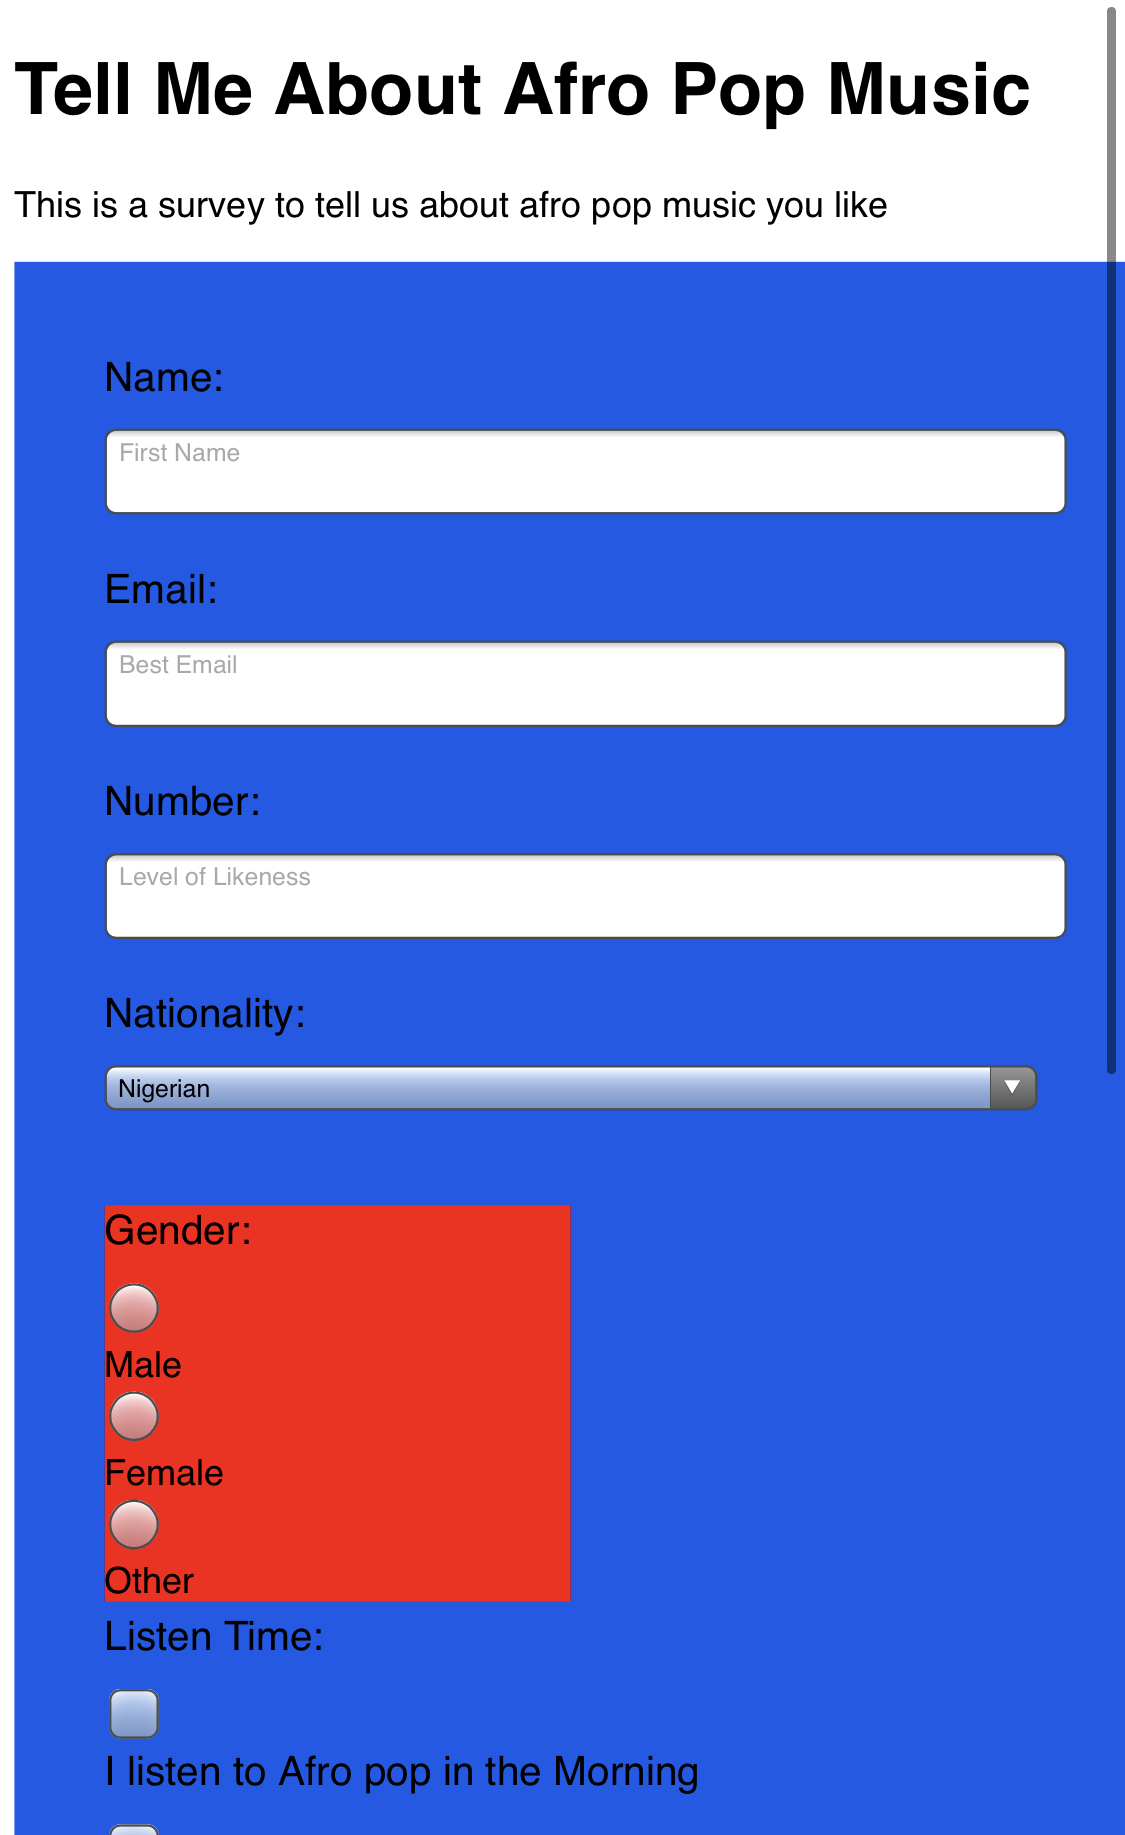 Tell Me About Afro Pop Music
This is a survey to tell us about afro pop music you like
Name:
First Name
Email:
Best Email
Number:
Level of Likeness
Nationality:
Nigerian
Gender:
Male
Female
Other
Listen Time:
I listen to Afro pop in the Morning